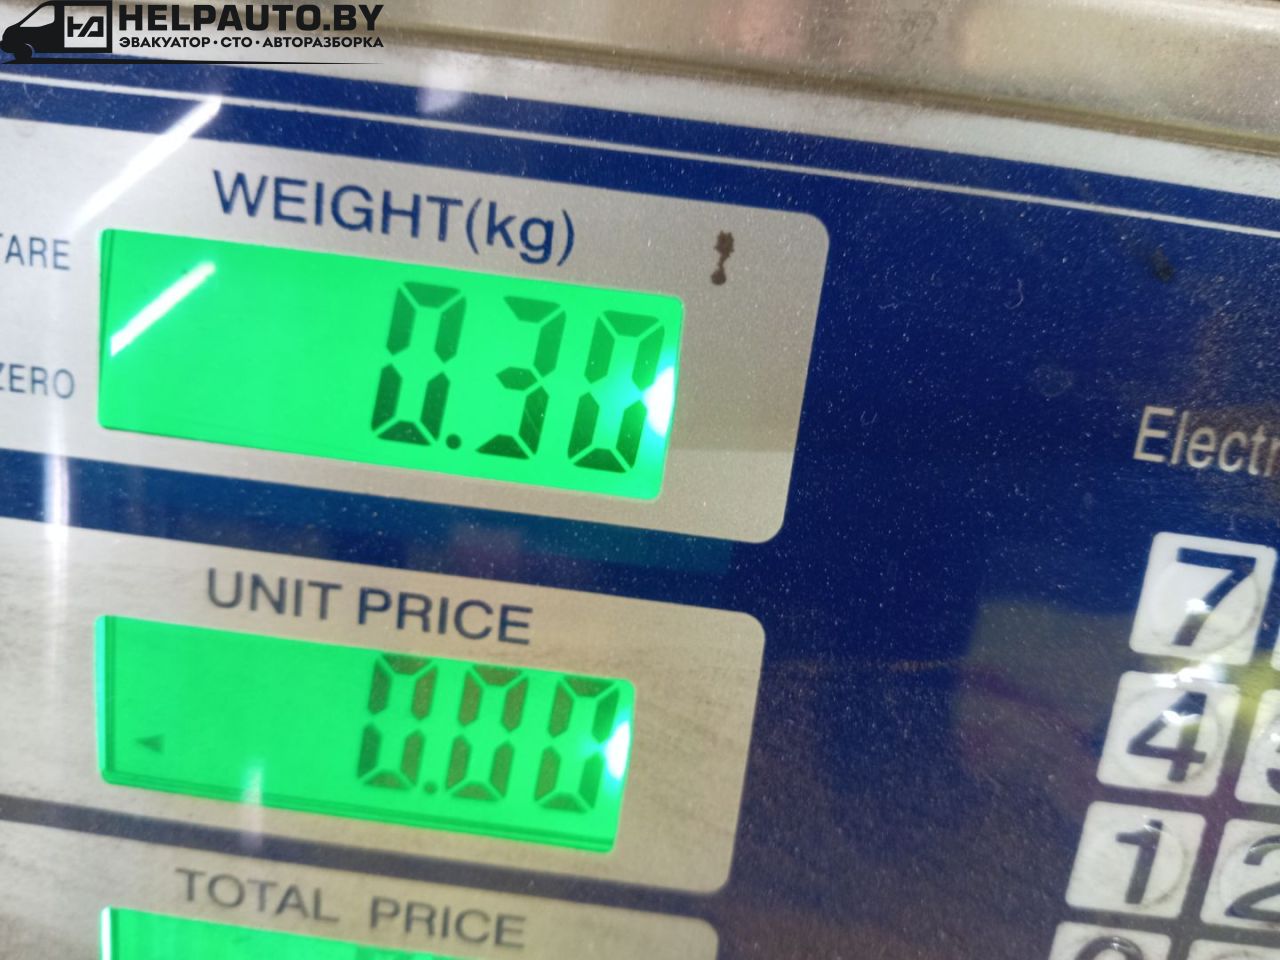 HELPAUTO.BY
ЭВАКУАТОР·СТО·АВТОРАЗБОРКА
WEIGHT(kg)
TARE
0.30
ZERO
Electr
UNIT PRICE
7
0.00
4
1
2
TOTAL PRICE